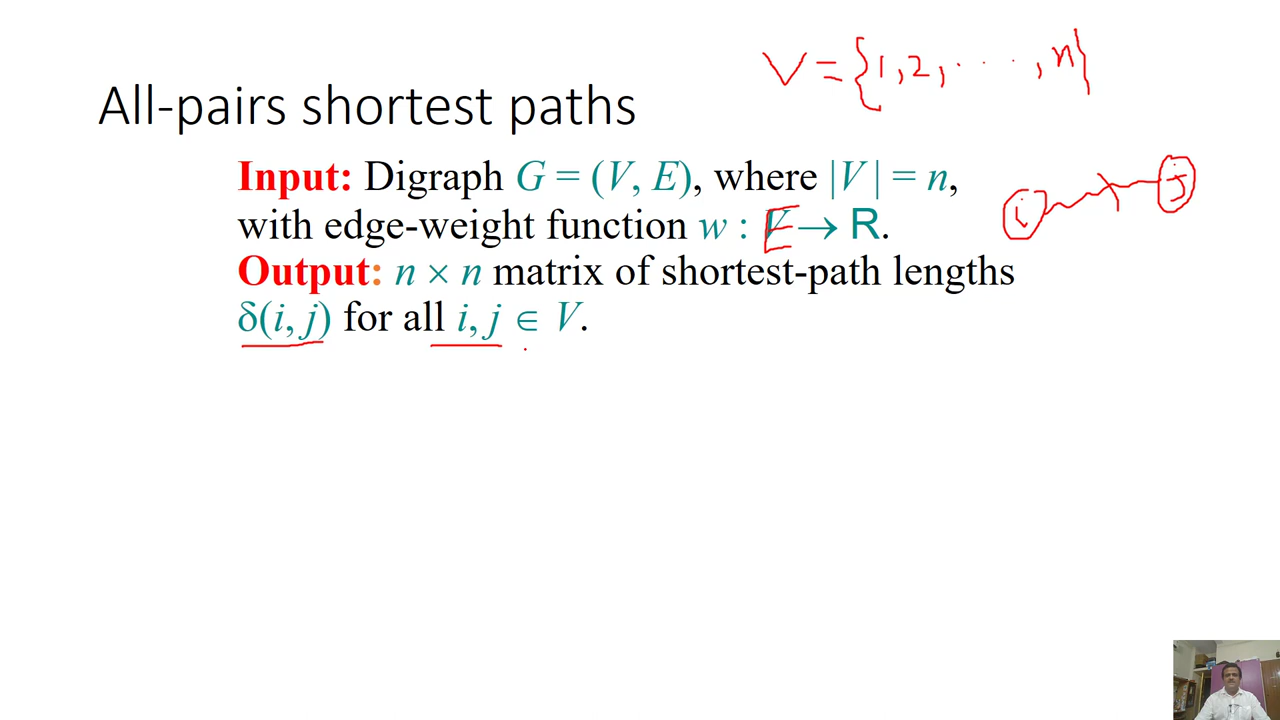 V = {1, 2, . . . . , n}
All-pairs shortest paths
Input: Digraph G = (V, E), where |V| = n,
with edge-weight function w : E → R.
Output: n × n matrix of shortest-path lengths
δ(i, j) for all i, j ∈ V.
i
j